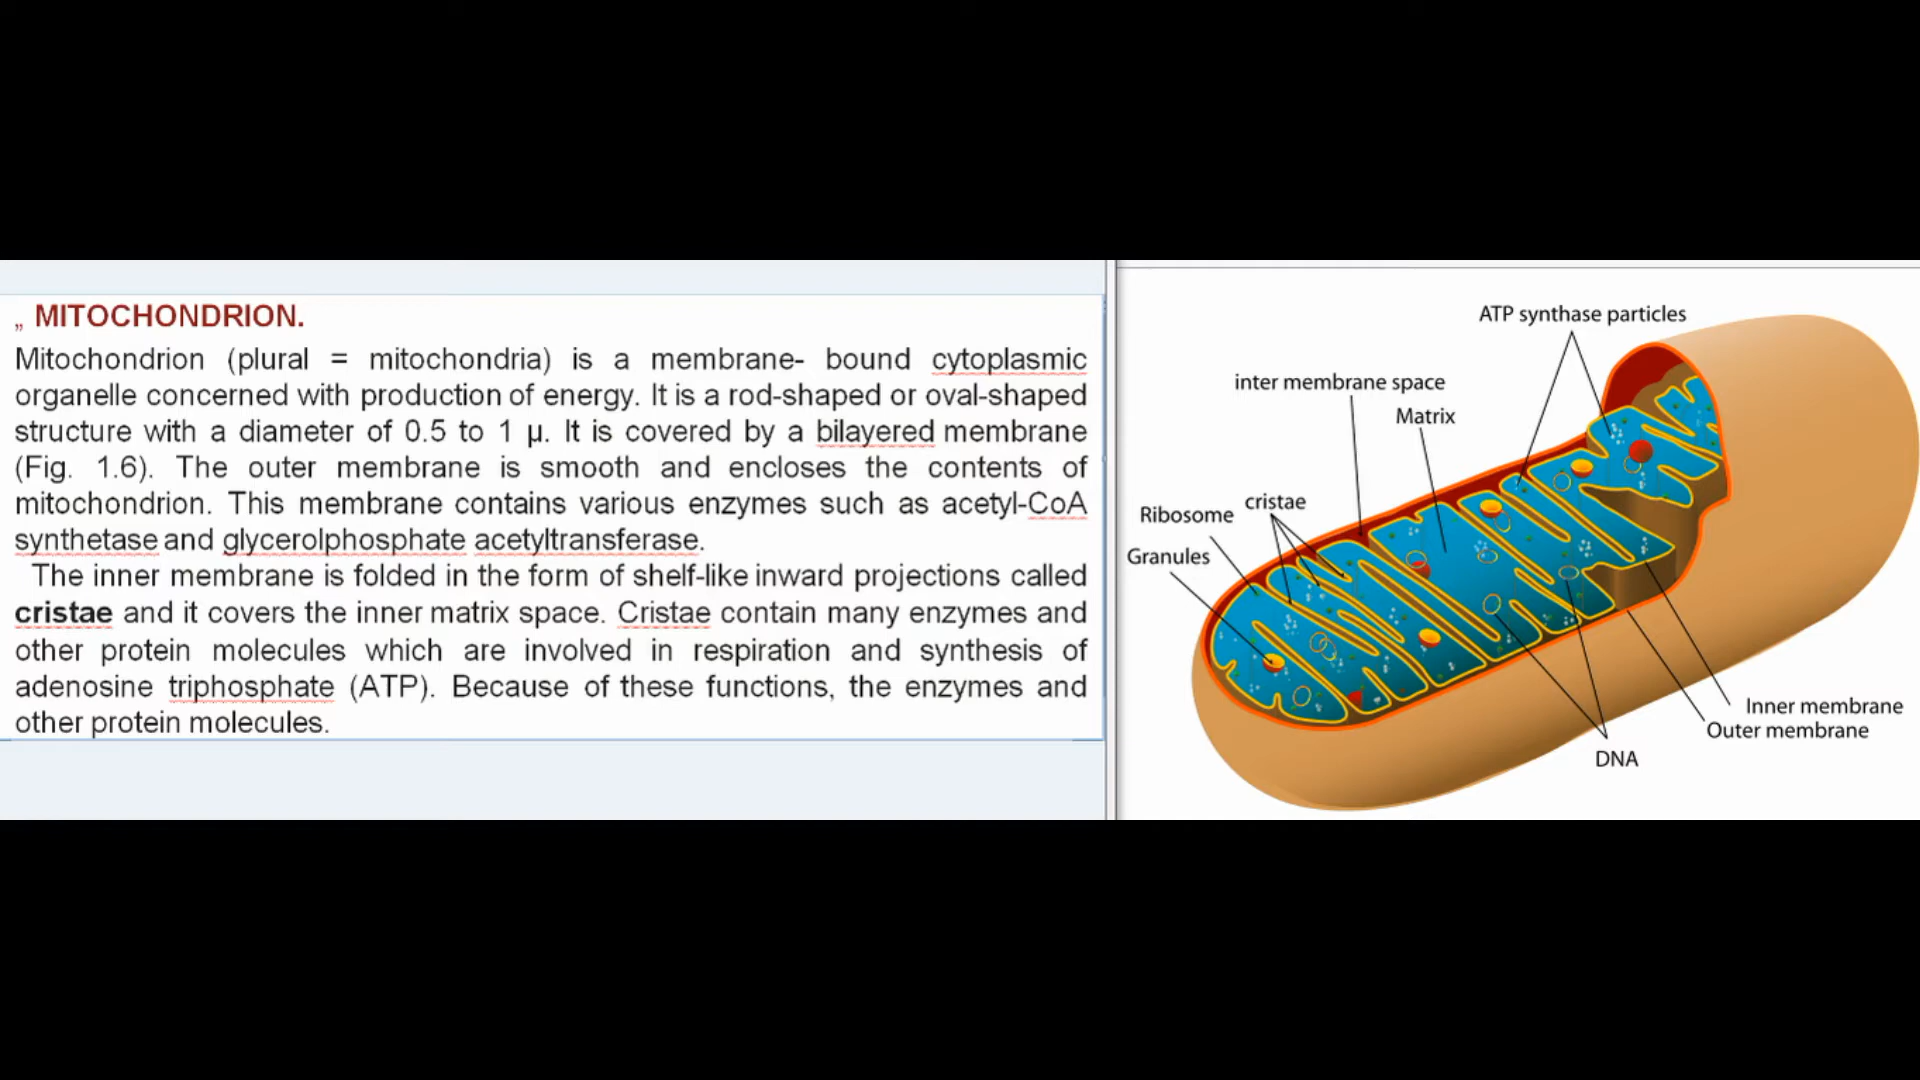 „ MITOCHONDRION.
Mitochondrion (plural = mitochondria) is a membrane- bound cytoplasmic
organelle concerned with production of energy. It is a rod-shaped or oval-shaped
structure with a diameter of 0.5 to 1 μ. It is covered by a bilayered membrane
(Fig. 1.6). The outer membrane is smooth and encloses the contents of
mitochondrion. This membrane contains various enzymes such as acetyl-CoA
synthetase and glycerolphosphate acetyltransferase.
The inner membrane is folded in the form of shelf-like inward projections called
cristae and it covers the inner matrix space. Cristae contain many enzymes and
other protein molecules which are involved in respiration and synthesis of
adenosine triphosphate (ATP). Because of these functions, the enzymes and
other protein molecules.
ATP synthase particles
inter membrane space
Matrix
cristae
Ribosome
Granules
Inner membrane
Outer membrane
DNA